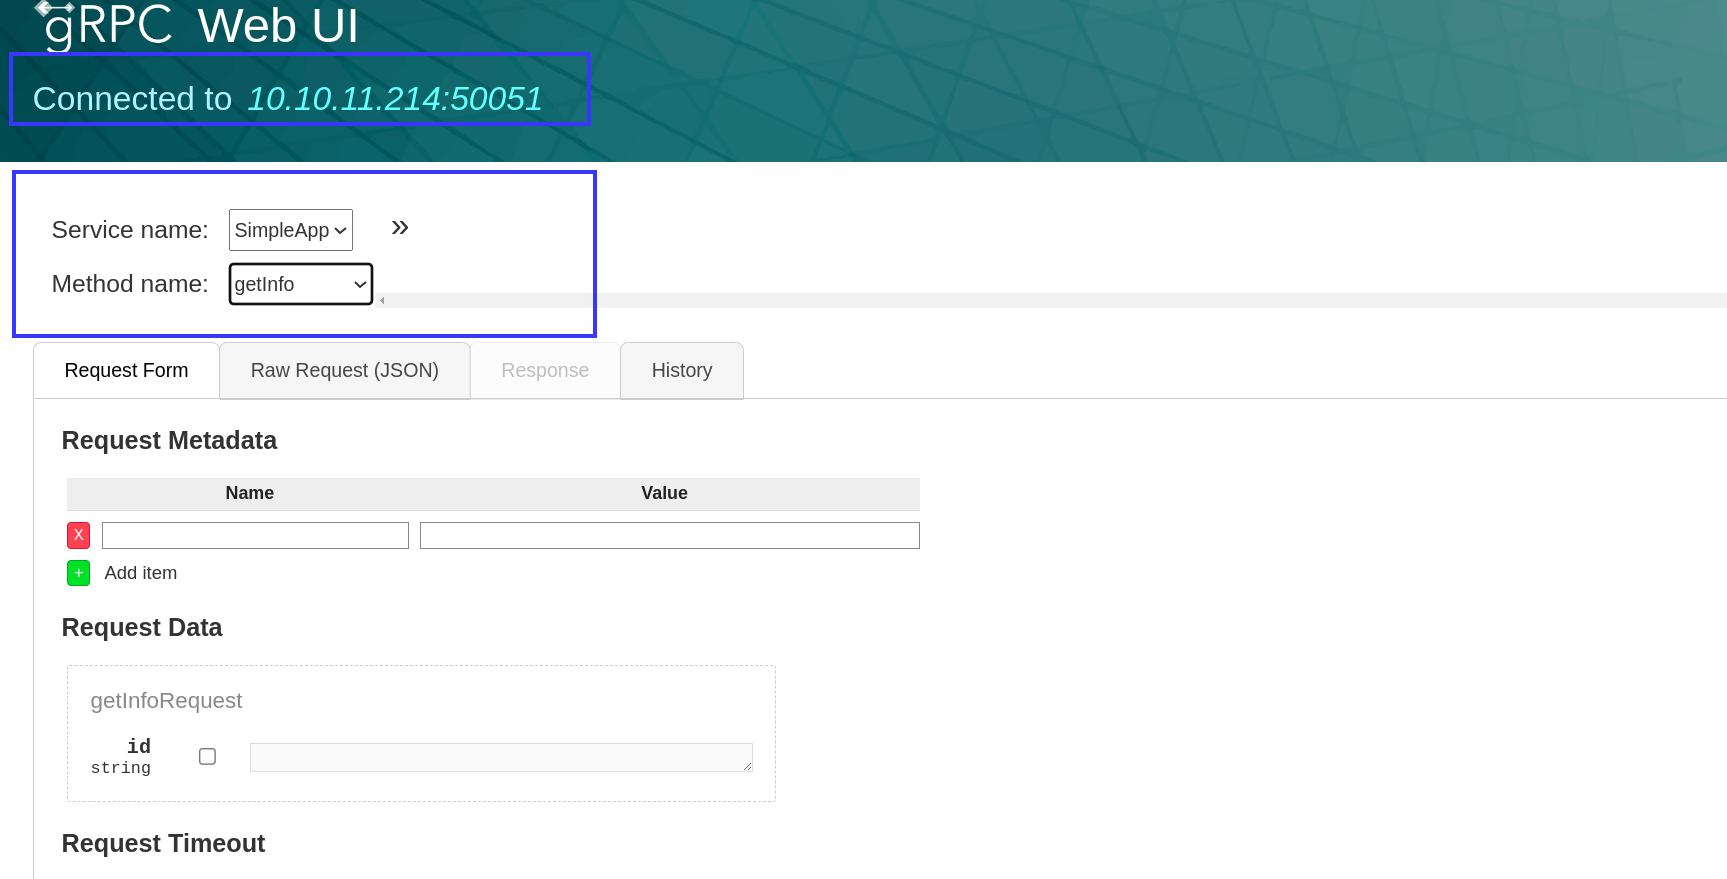 gRPC Web UI
Connected to 10.10.11.214:50051
Service name: SimpleApp »
Method name: getInfo
Request Form Raw Request (JSON) Response History
Request Metadata
Name Value
X
+ Add item
Request Data
getInfoRequest
id
string
Request Timeout